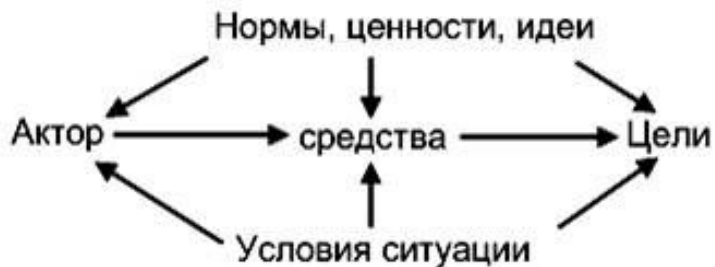 Нормы, ценности, идеи
Актор средства Цели
Условия ситуации